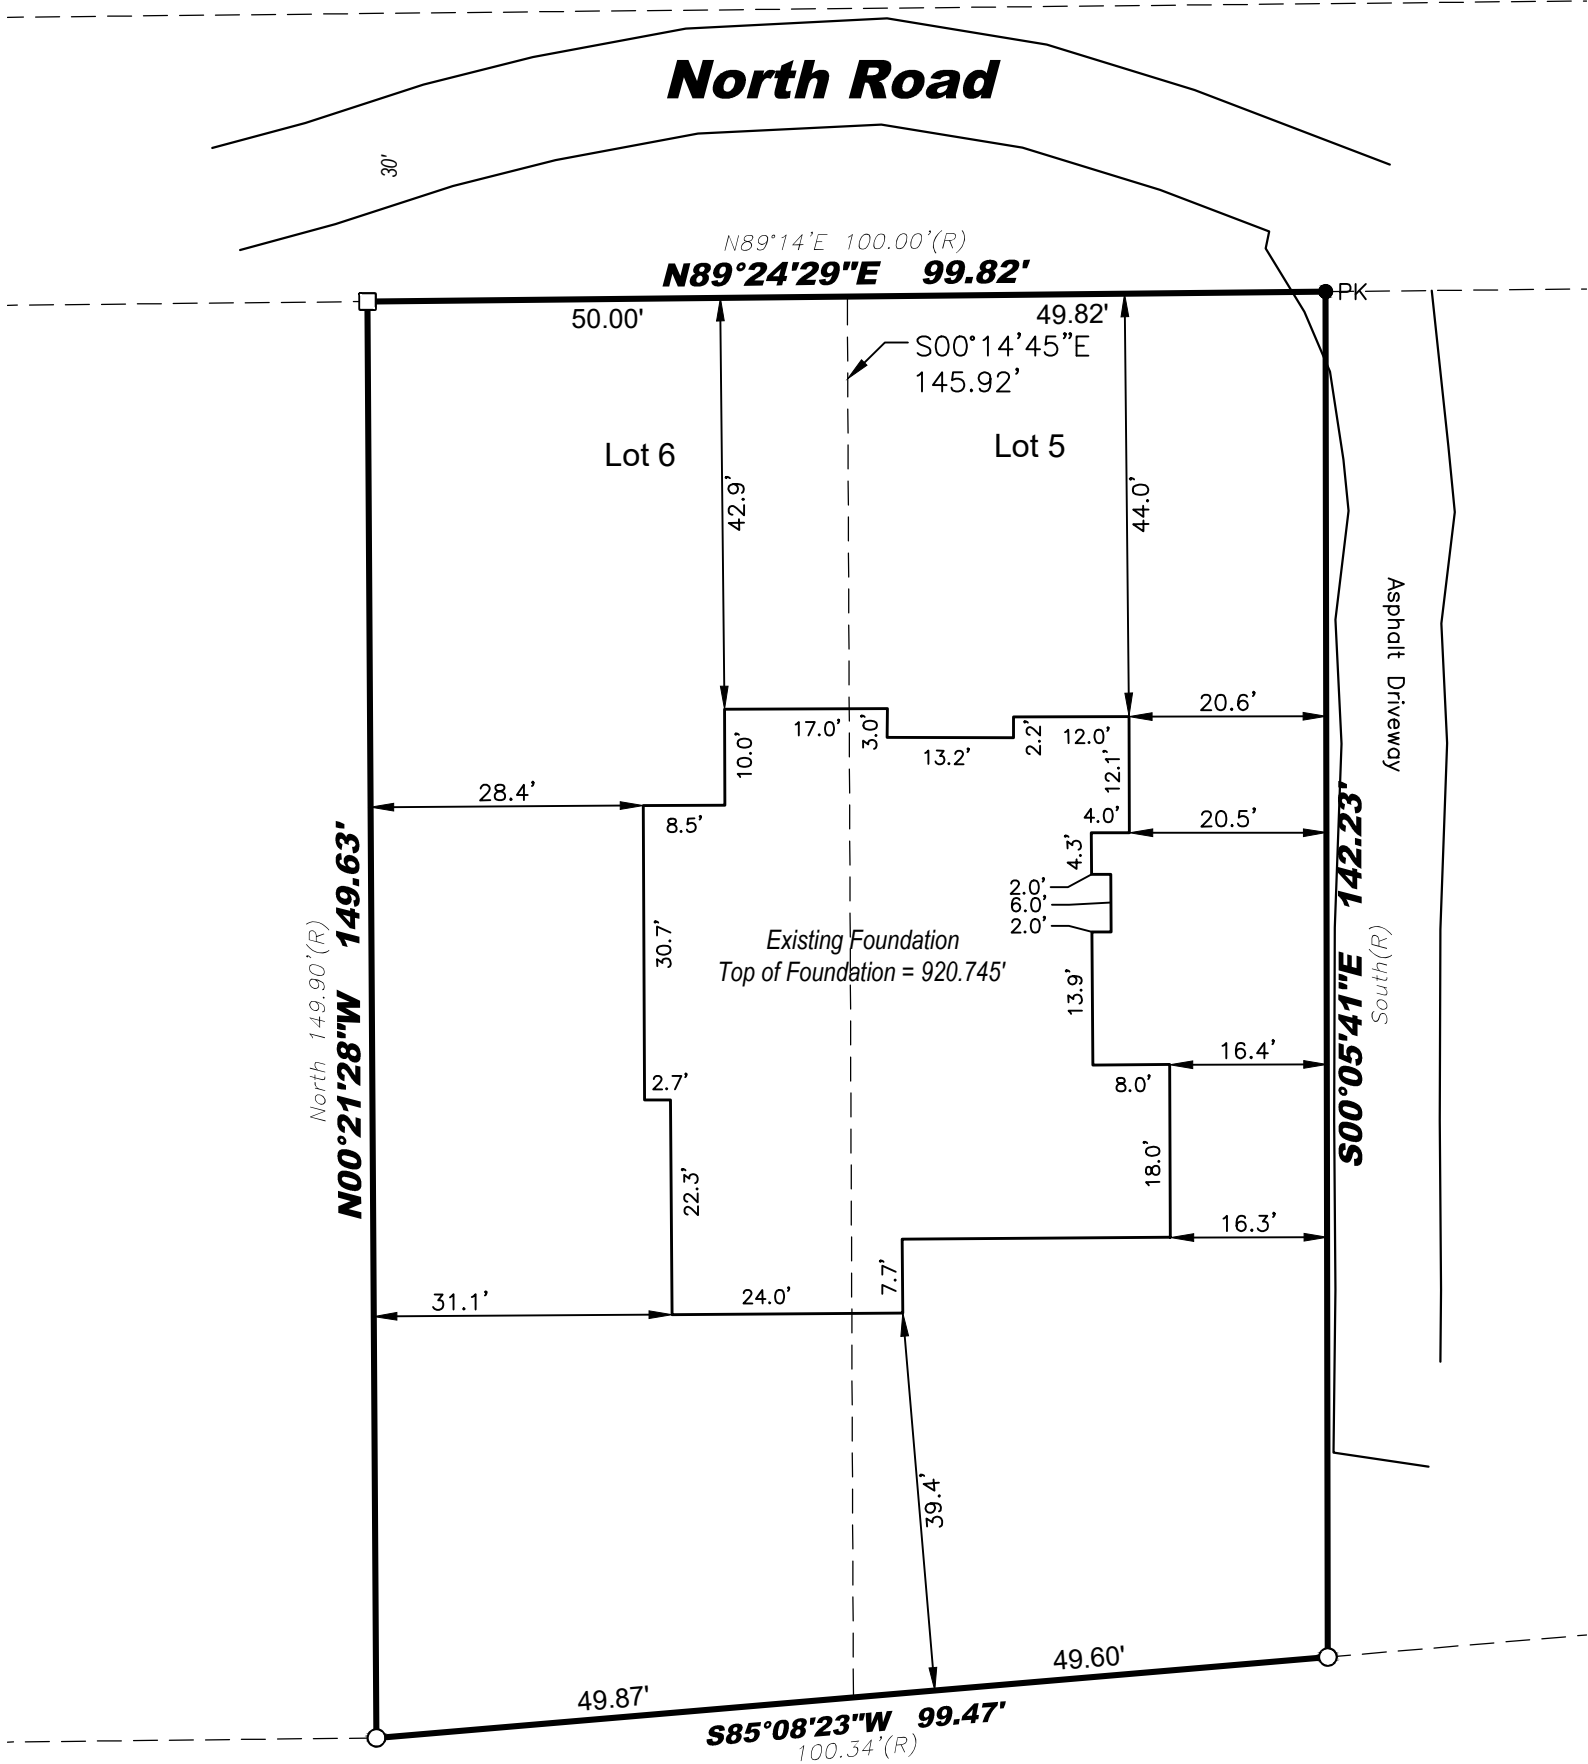 North Road
30'
N89°14'E 100.00'(R)
N89°24'29"E 99.82'
PK
50.00'
49.82'
S00°14'45"E
145.92'
Lot 6
Lot 5
42.9'
44.0'
20.6'
17.0'
3.0'
13.2'
2.2'
12.0'
10.0'
12.1'
28.4'
8.5'
4.0'
20.5'
4.3'
2.0'
6.0'
2.0'
30.7'
Existing Foundation
Top of Foundation = 920.745'
13.9'
16.4'
8.0'
2.7'
18.0'
22.3'
16.3'
7.7'
31.1'
24.0'
39.4'
North 149.90'(R)
N00°21'28"W 149.63'
Asphalt Driveway
S00°05'41"E 142.23'
South(R)
49.87'
49.60'
S85°08'23"W 99.47'
100.34'(R)